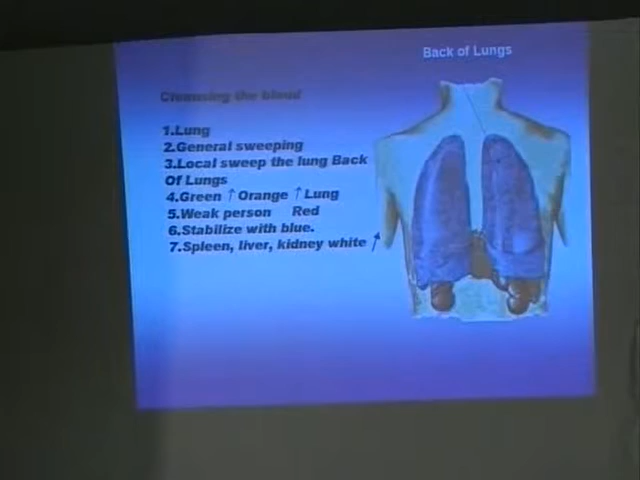 Back of Lungs
Cleansing the blood
1.Lung
2.General sweeping
3.Local sweep the lung Back
Of Lungs
4.Green ↑ Orange ↑ Lung
5.Weak person Red
6.Stabilize with blue.
7.Spleen, liver, kidney white ↑